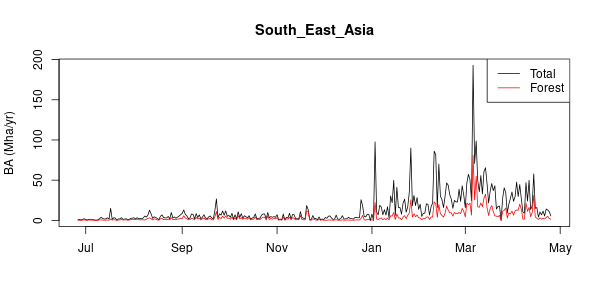 South_East_Asia
BA (Mha/yr)
200
150
100
50
0
Total
Forest
Jul Sep Nov Jan Mar May